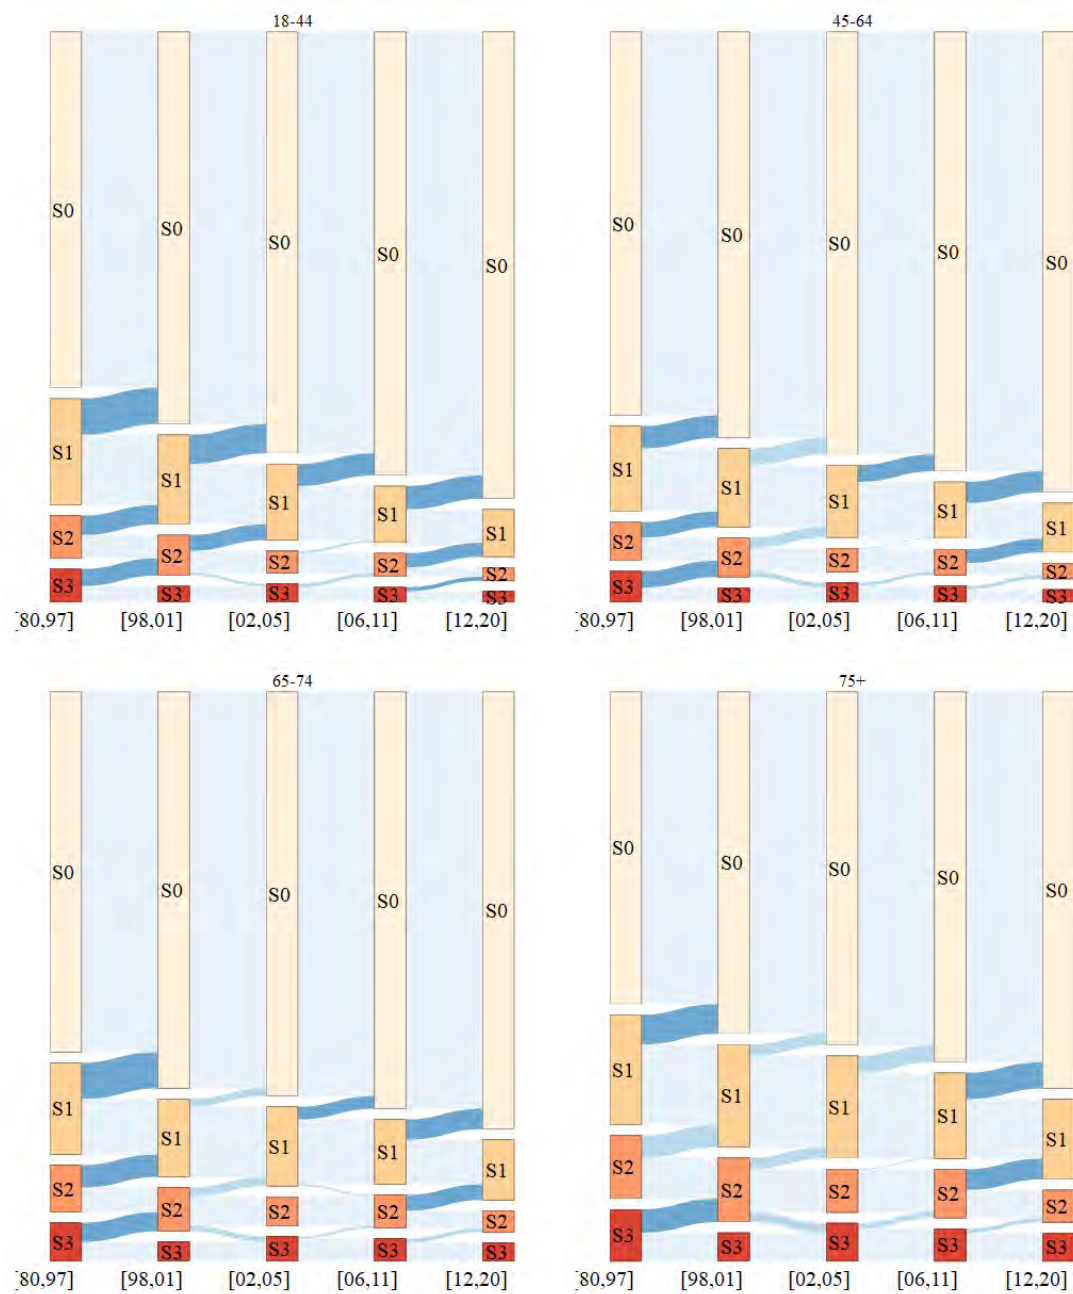 18-44
45-64
S0
S0
S0
S0
S0
S0
S0
S0
S0
S0
S1
S1
S1
S1
S1
S1
S1
S1
S1
S1
S2
S2
S2
S2
S2
S2
S2
S2
S2
S2
S3
S3
S3
S3
S3
S3
S3
S3
S3
S3
80,97] [98,01] [02,05] [06,11] [12,20]
80,97] [98,01] [02,05] [06,11] [12,20]
65-74
75+
S0
S0
S0
S0
S0
S0
S0
S0
S0
S0
S1
S1
S1
S1
S1
S1
S1
S1
S1
S1
S2
S2
S2
S2
S2
S2
S2
S2
S2
S2
S3
S3
S3
S3
S3
S3
S3
S3
S3
S3
80,97] [98,01] [02,05] [06,11] [12,20]
80,97] [98,01] [02,05] [06,11] [12,20]